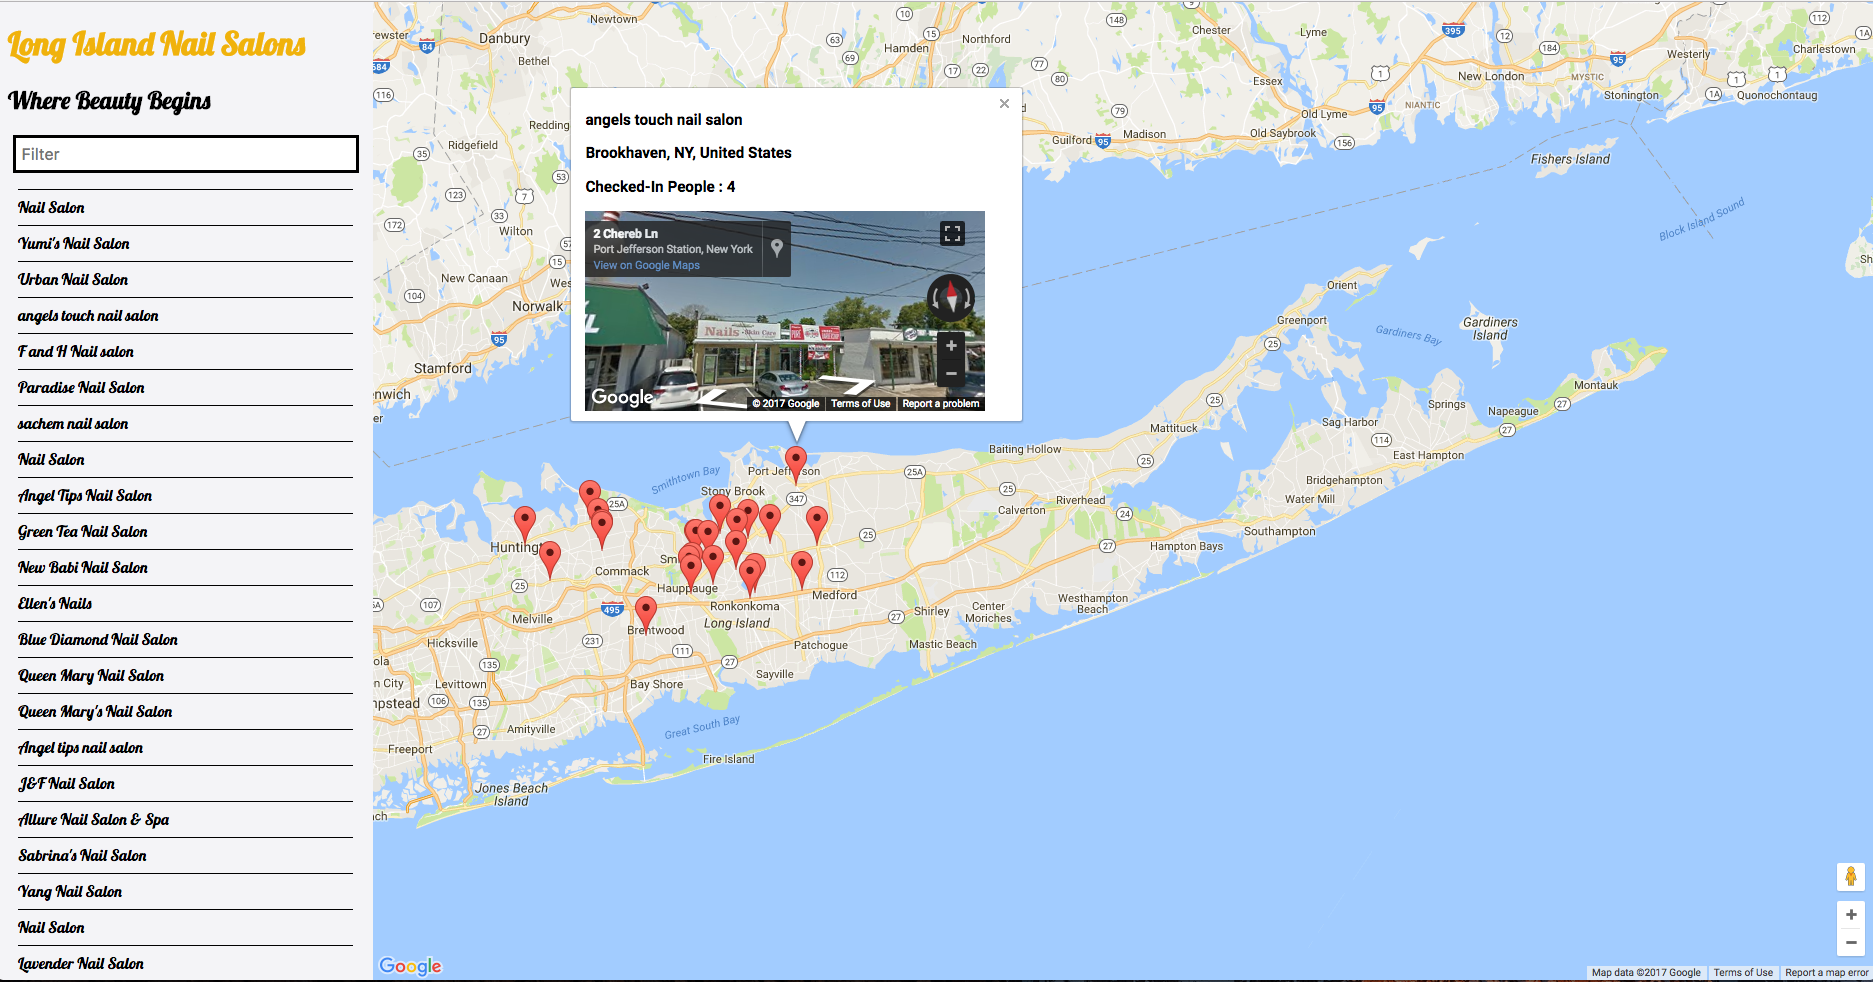 Long Island Nail Salons
Where Beauty Begins
Filter
Nail Salon
Yumi's Nail Salon
Urban Nail Salon
angels touch nail salon
F and H Nail salon
Paradise Nail Salon
sachem nail salon
Nail Salon
Angel Tips Nail Salon
Green Tea Nail Salon
New Babi Nail Salon
Ellen's Nails
Blue Diamond Nail Salon
Queen Mary Nail Salon
Queen Mary's Nail Salon
Angel tips nail salon
J&F Nail Salon
Allure Nail Salon & Spa
Sabrina's Nail Salon
Yang Nail Salon
Nail Salon
Lavender Nail Salon
angels touch nail salon
Brookhaven, NY, United States
Checked-In People : 4
2 Chereb Ln
Port Jefferson Station, New York
View on Google Maps
Nails - Skin Care
Google
© 2017 Google
Terms of Use
Report a problem
Newtown
Danbury
Bethel
Redding
Ridgefield
Wilton
New Canaan
Norwalk
Stamford
Hamden
Northford
Chester
Lyme
Essex
Old Lyme
Old Saybrook
Madison
Guilford
New London
NIANTIC
MYSTIC
Stonington
Westerly
Charlestown
Quonochontaug
Fishers Island
Block Island Sound
Orient
Greenport
Gardiners Bay
Gardiners
Island
Montauk
Napeague
Springs
Sag Harbor
East Hampton
Bridgehampton
Water Mill
Southampton
Hampton Bays
Mattituck
Baiting Hollow
Riverhead
Calverton
Westhampton
Beach
Center
Moriches
Shirley
Mastic Beach
Medford
Patchogue
Sayville
Ronkonkoma
Long Island
Port Jefferson
Stony Brook
Smithtown Bay
Hauppauge
Commack
Brentwood
Melville
Hicksville
Levittown
Bay Shore
Amityville
Freeport
Great South Bay
Fire Island
Jones Beach
Island
Google
Map data ©2017 Google
Terms of Use
Report a map error